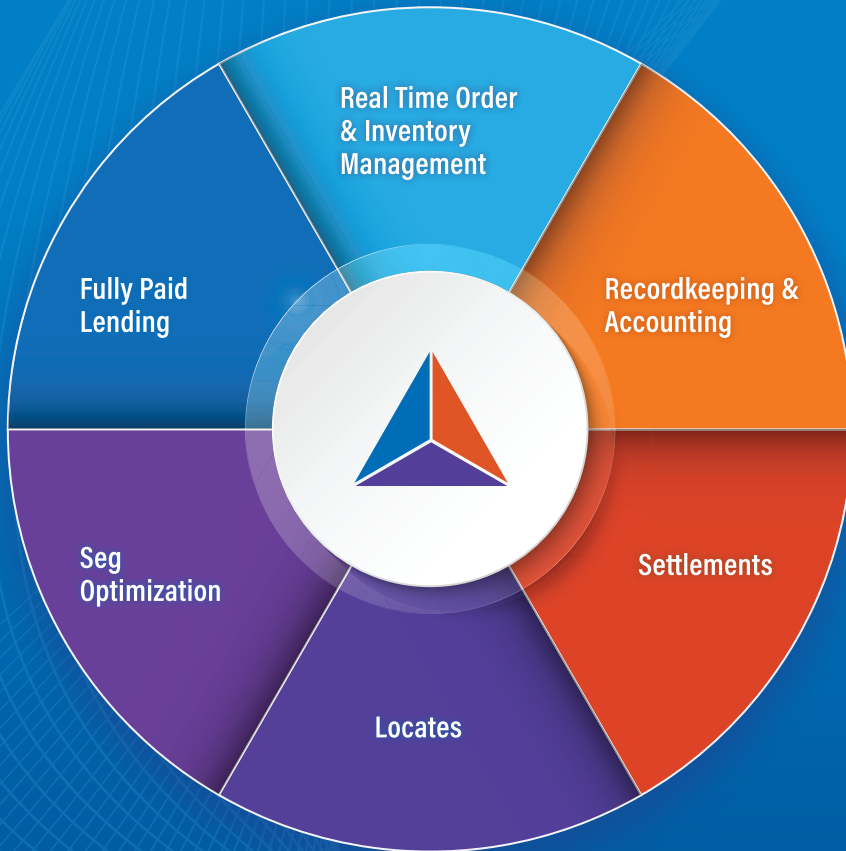 Real Time Order
& Inventory
Management
Recordkeeping &
Accounting
Settlements
Locates
Seg
Optimization
Fully Paid
Lending